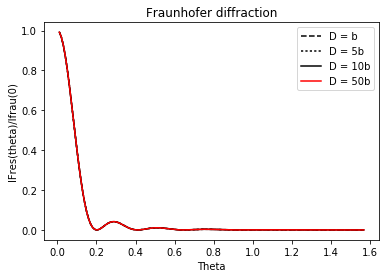 Fraunhofer diffraction
IFres(theta)/Ifrau(0)
1.0
0.8
0.6
0.4
0.2
0.0
D = b
D = 5b
D = 10b
D = 50b
0.0 0.2 0.4 0.6 0.8 1.0 1.2 1.4 1.6
Theta